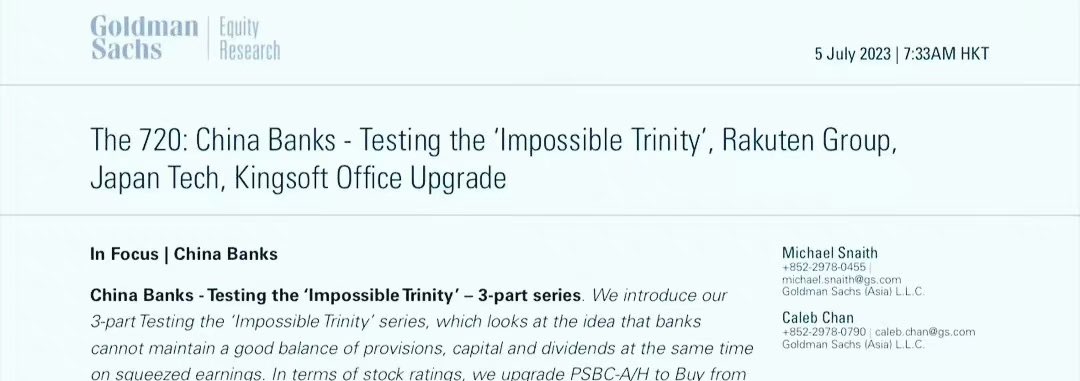 Goldman Sachs
Equity Research
5 July 2023 | 7:33AM HKT
The 720: China Banks - Testing the ‘Impossible Trinity’, Rakuten Group,
Japan Tech, Kingsoft Office Upgrade
In Focus | China Banks
China Banks - Testing the ‘Impossible Trinity’ – 3-part series. We introduce our
3-part Testing the ‘Impossible Trinity’ series, which looks at the idea that banks
cannot maintain a good balance of provisions, capital and dividends at the same time
on squeezed earnings. In terms of stock ratings, we upgrade PSBC-A/H to Buy from
Michael Snaith
+852-2978-0455 |
michael.snaith@gs.com
Goldman Sachs (Asia) L.L.C.
Caleb Chan
+852-2978-0790 | caleb.chan@gs.com
Goldman Sachs (Asia) L.L.C.